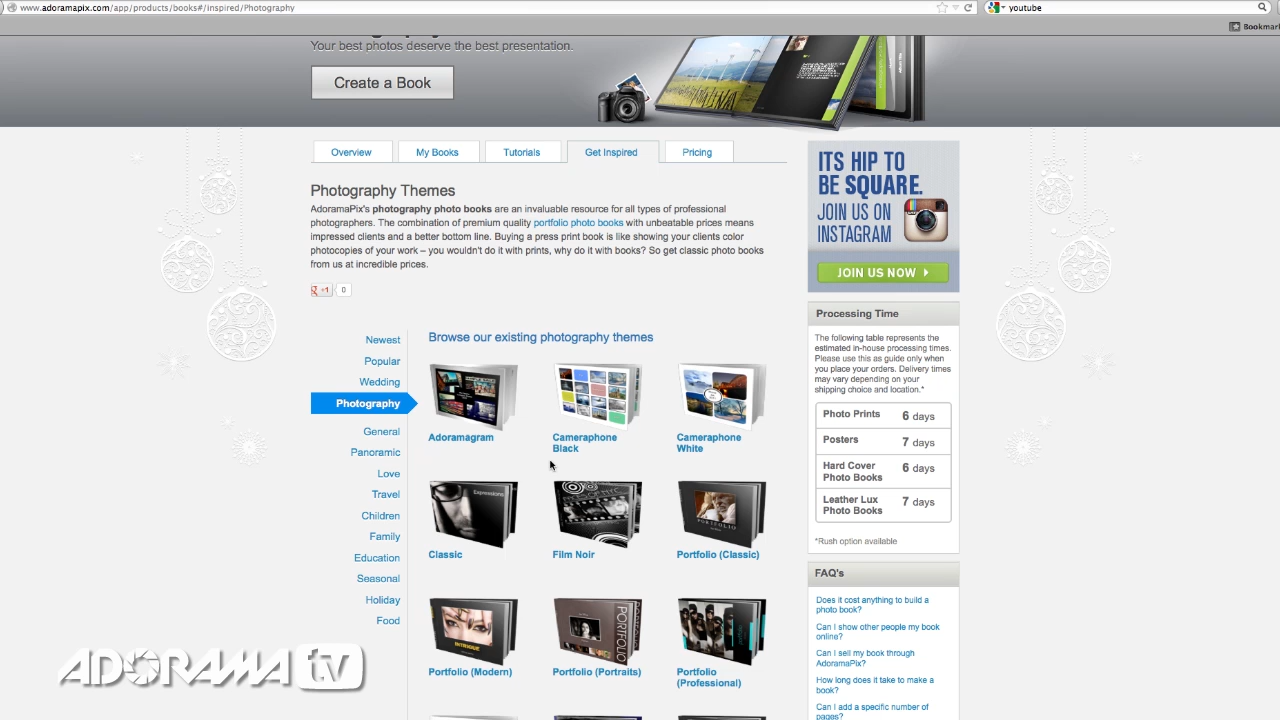 www.adoramapix.com/app/products/books#/inspired/Photography
youtube
Bookmar
Your best photos deserve the best presentation.
Create a Book
Overview
My Books
Tutorials
Get Inspired
Pricing
Photography Themes
AdoramaPix's photography photo books are an invaluable resource for all types of professional
photographers. The combination of premium quality portfolio photo books with unbeatable prices means
impressed clients and a better bottom line. Buying a press print book is like showing your clients color
photocopies of your work – you wouldn't do it with prints, why do it with books? So get classic photo books
from us at incredible prices.
+1
0
Newest
Popular
Wedding
Photography
General
Panoramic
Love
Travel
Children
Family
Education
Seasonal
Holiday
Food
Browse our existing photography themes
Adoramagram
Cameraphone
Black
Cameraphone
White
Expressions
Classic
Film Noir
PORTFOLIO
Portfolio (Classic)
INTRIGUE
Portfolio (Modern)
PORTFOLIO
Portfolio (Portraits)
Portfolio
(Professional)
ITS HIP TO
BE SQUARE.
JOIN US ON
INSTAGRAM
JOIN US NOW
Processing Time
The following table represents the
estimated in-house processing times.
Please use this as guide only when
you place your orders. Delivery times
may vary depending on your
shipping choice and location.*
Photo Prints 6 days
Posters 7 days
Hard Cover
Photo Books 6 days
Leather Lux
Photo Books 7 days
*Rush option available
FAQ's
Does it cost anything to build a
photo book?
Can I show other people my book
online?
Can I sell my book through
AdoramaPix?
How long does it take to make a
book?
Can I add a specific number of
pages?
ADORAMA TV